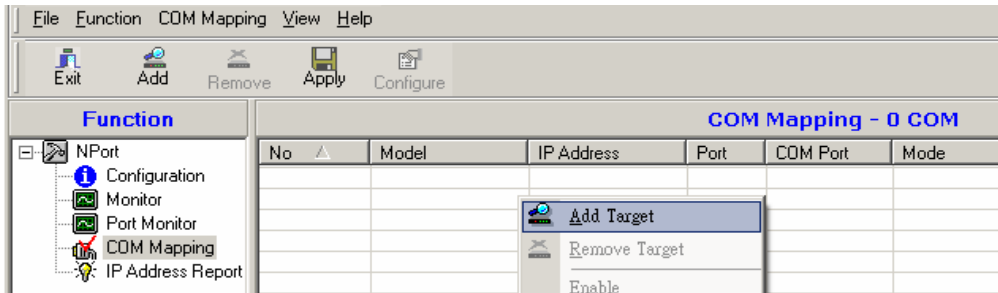 File Function COM Mapping View Help
Exit Add Remove Apply Configure
Function
COM Mapping - 0 COM
NPort
Configuration
Monitor
Port Monitor
COM Mapping
IP Address Report
No Model IP Address Port COM Port Mode
Add Target
Remove Target
Enable